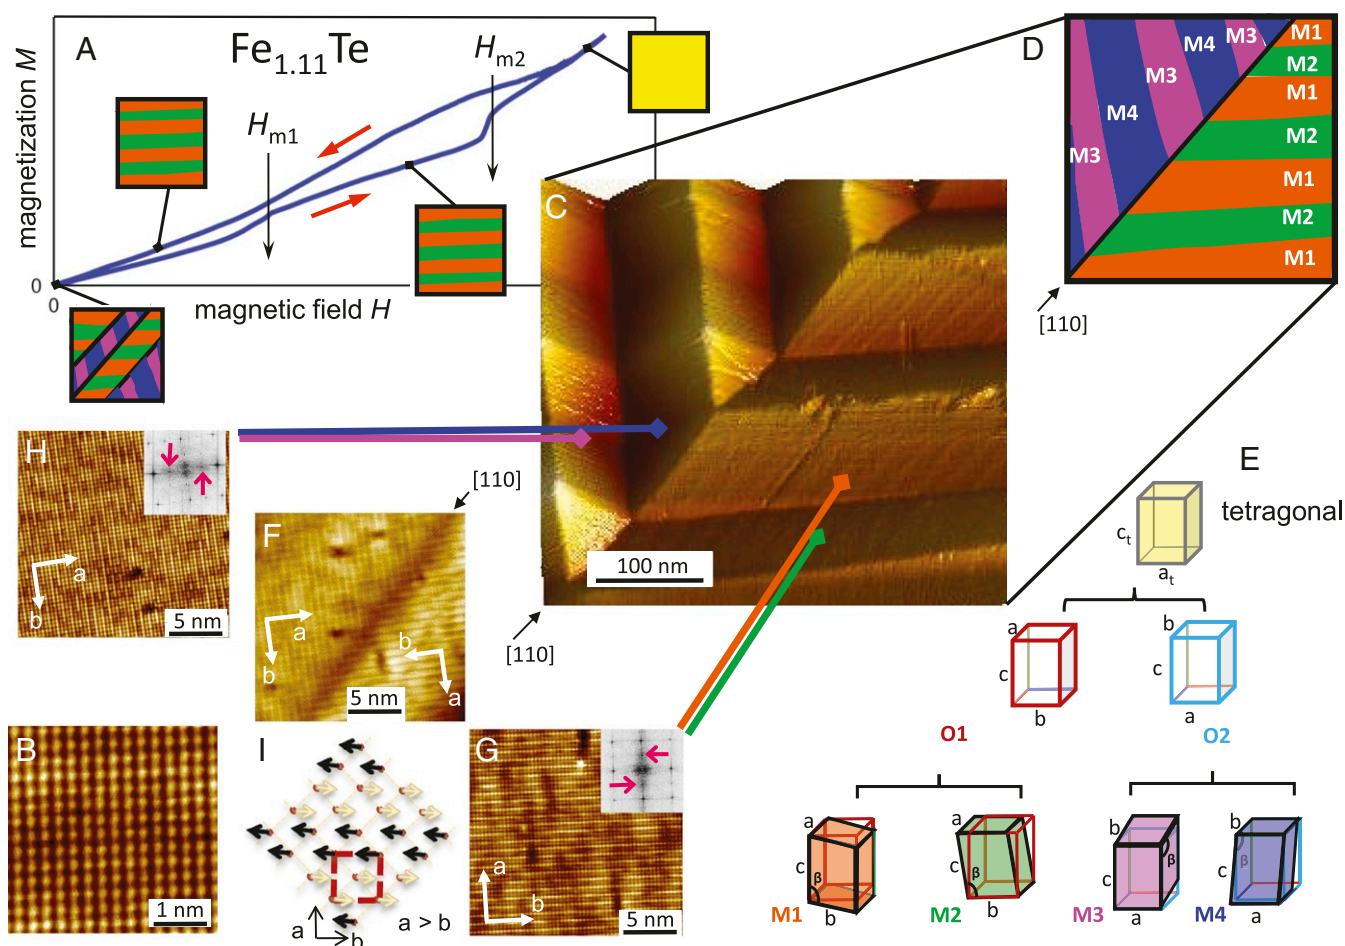 A
Fe1.11Te
Hm1
Hm2
magnetization M
0
0
magnetic field H
C
100 nm
[110]
D
M3
M4
M3
M4
M3
M1
M2
M1
M2
M1
M2
M1
[110]
H
a
b
5 nm
F
[110]
a
b
b
a
5 nm
E
tetragonal
ct
at
a
c
b
b
c
a
O1
O2
a
c
β
b
M1
a
c
β
b
M2
b
c
β
a
M3
b
c
β
a
M4
B
1 nm
I
a
b
a > b
G
a
b
5 nm